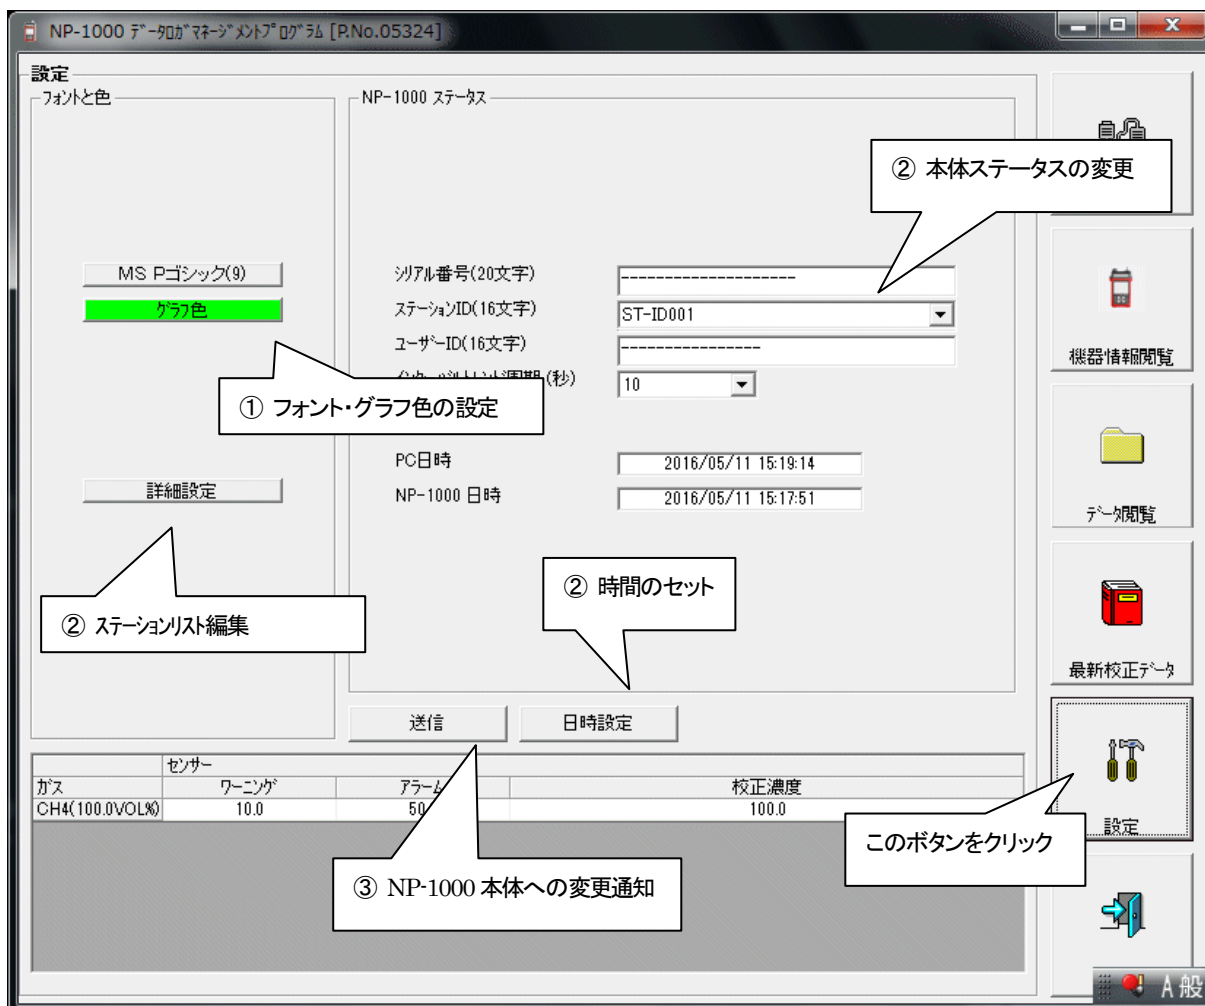 NP-1000 ﾃﾞｰﾀﾛｶﾞﾏﾈｰｼﾞﾒﾝﾄﾌﾟﾛｸﾞﾗﾑ [P.No.05324]
設定
ﾌｫﾝﾄと色
NP-1000 ｽﾃｰﾀｽ
② 本体ステータスの変更
MS Pゴシック(9)
ｼﾘｱﾙ番号(20文字)
--------------------
グラフ色
ｽﾃｰｼｮﾝID(16文字)
ST-ID001
ﾕｰｻﾞｰID(16文字)
----------------
機器情報閲覧
(秒)
10
① フォント・グラフ色の設定
PC日時
2016/05/11 15:19:14
詳細設定
NP-1000 日時
2016/05/11 15:17:51
ﾃﾞｰﾀ閲覧
② 時間のセット
② ステーションリスト編集
最新校正ﾃﾞｰﾀ
送信
日時設定
センサー
ｶﾞｽ
ﾜｰﾆﾝｸﾞ
ｱﾗｰﾑ
校正濃度
CH4(100.0VOL%)
10.0
50
100.0
設定
このボタンをクリック
③ NP-1000 本体への変更通知
A 般